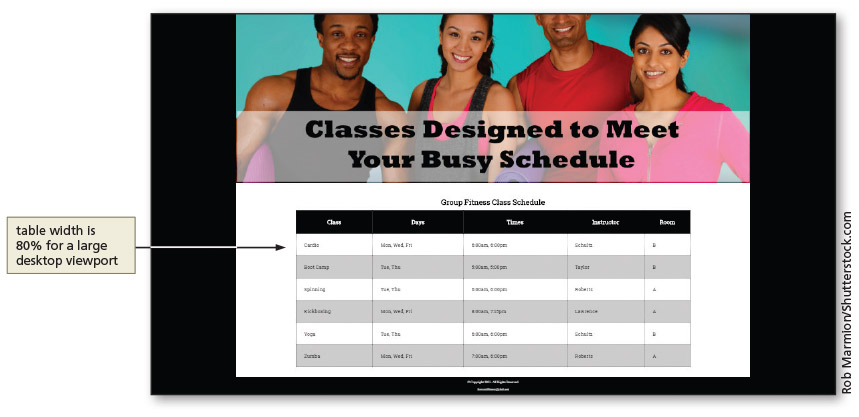 Classes Designed to Meet
Your Busy Schedule
Group Fitness Class Schedule
Class Days Times Instructor Room
Cardio Mon, Wed, Fri Schultz B
Boot Camp Tue, Thu Taylor B
Spinning Tue, Thu Roberts A
Kickboxing Mon, Wed, Fri Lawrence A
Yoga Tue, Thu Schultz B
Zumba Mon, Wed, Fri Roberts A
table width is
80% for a large
desktop viewport
Rob Marmion/Shutterstock.com